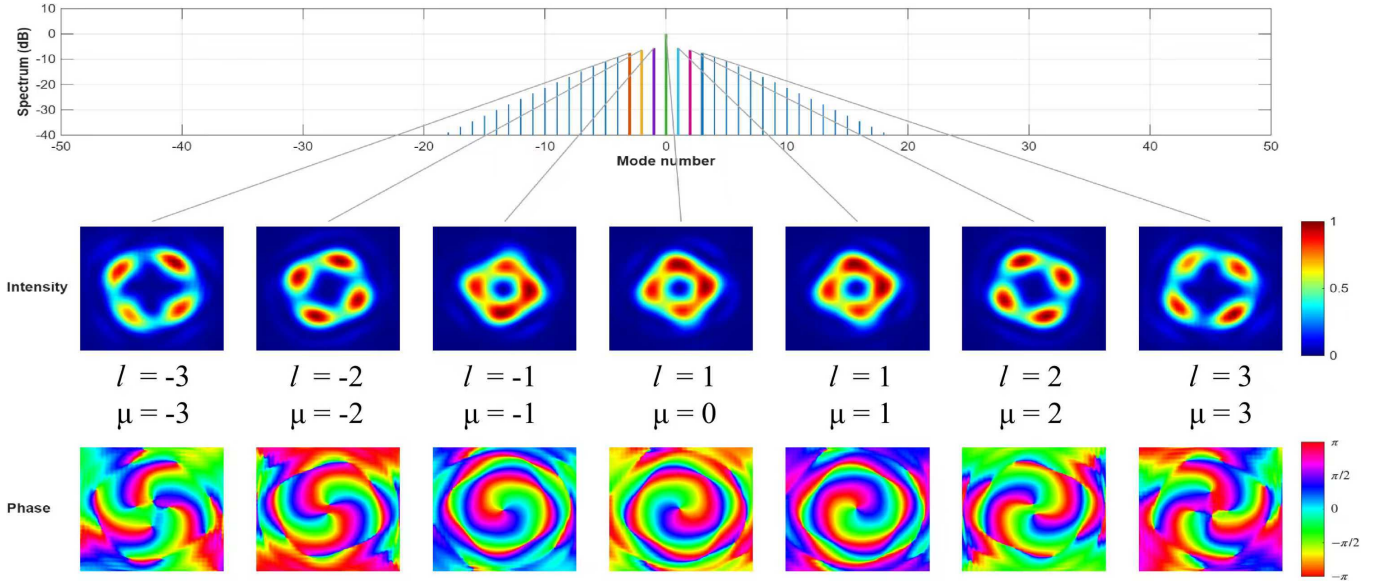 10
0
-10
-20
-30
-40
Spectrum (dB)
-50 -40 -30 -20 -10 0 10 20 30 40 50
Mode number
Intensity
1
0.5
0
l = -3 l = -2 l = -1 l = 1 l = 1 l = 2 l = 3
μ = -3 μ = -2 μ = -1 μ = 0 μ = 1 μ = 2 μ = 3
Phase
π
π/2
0
−π/2
−π